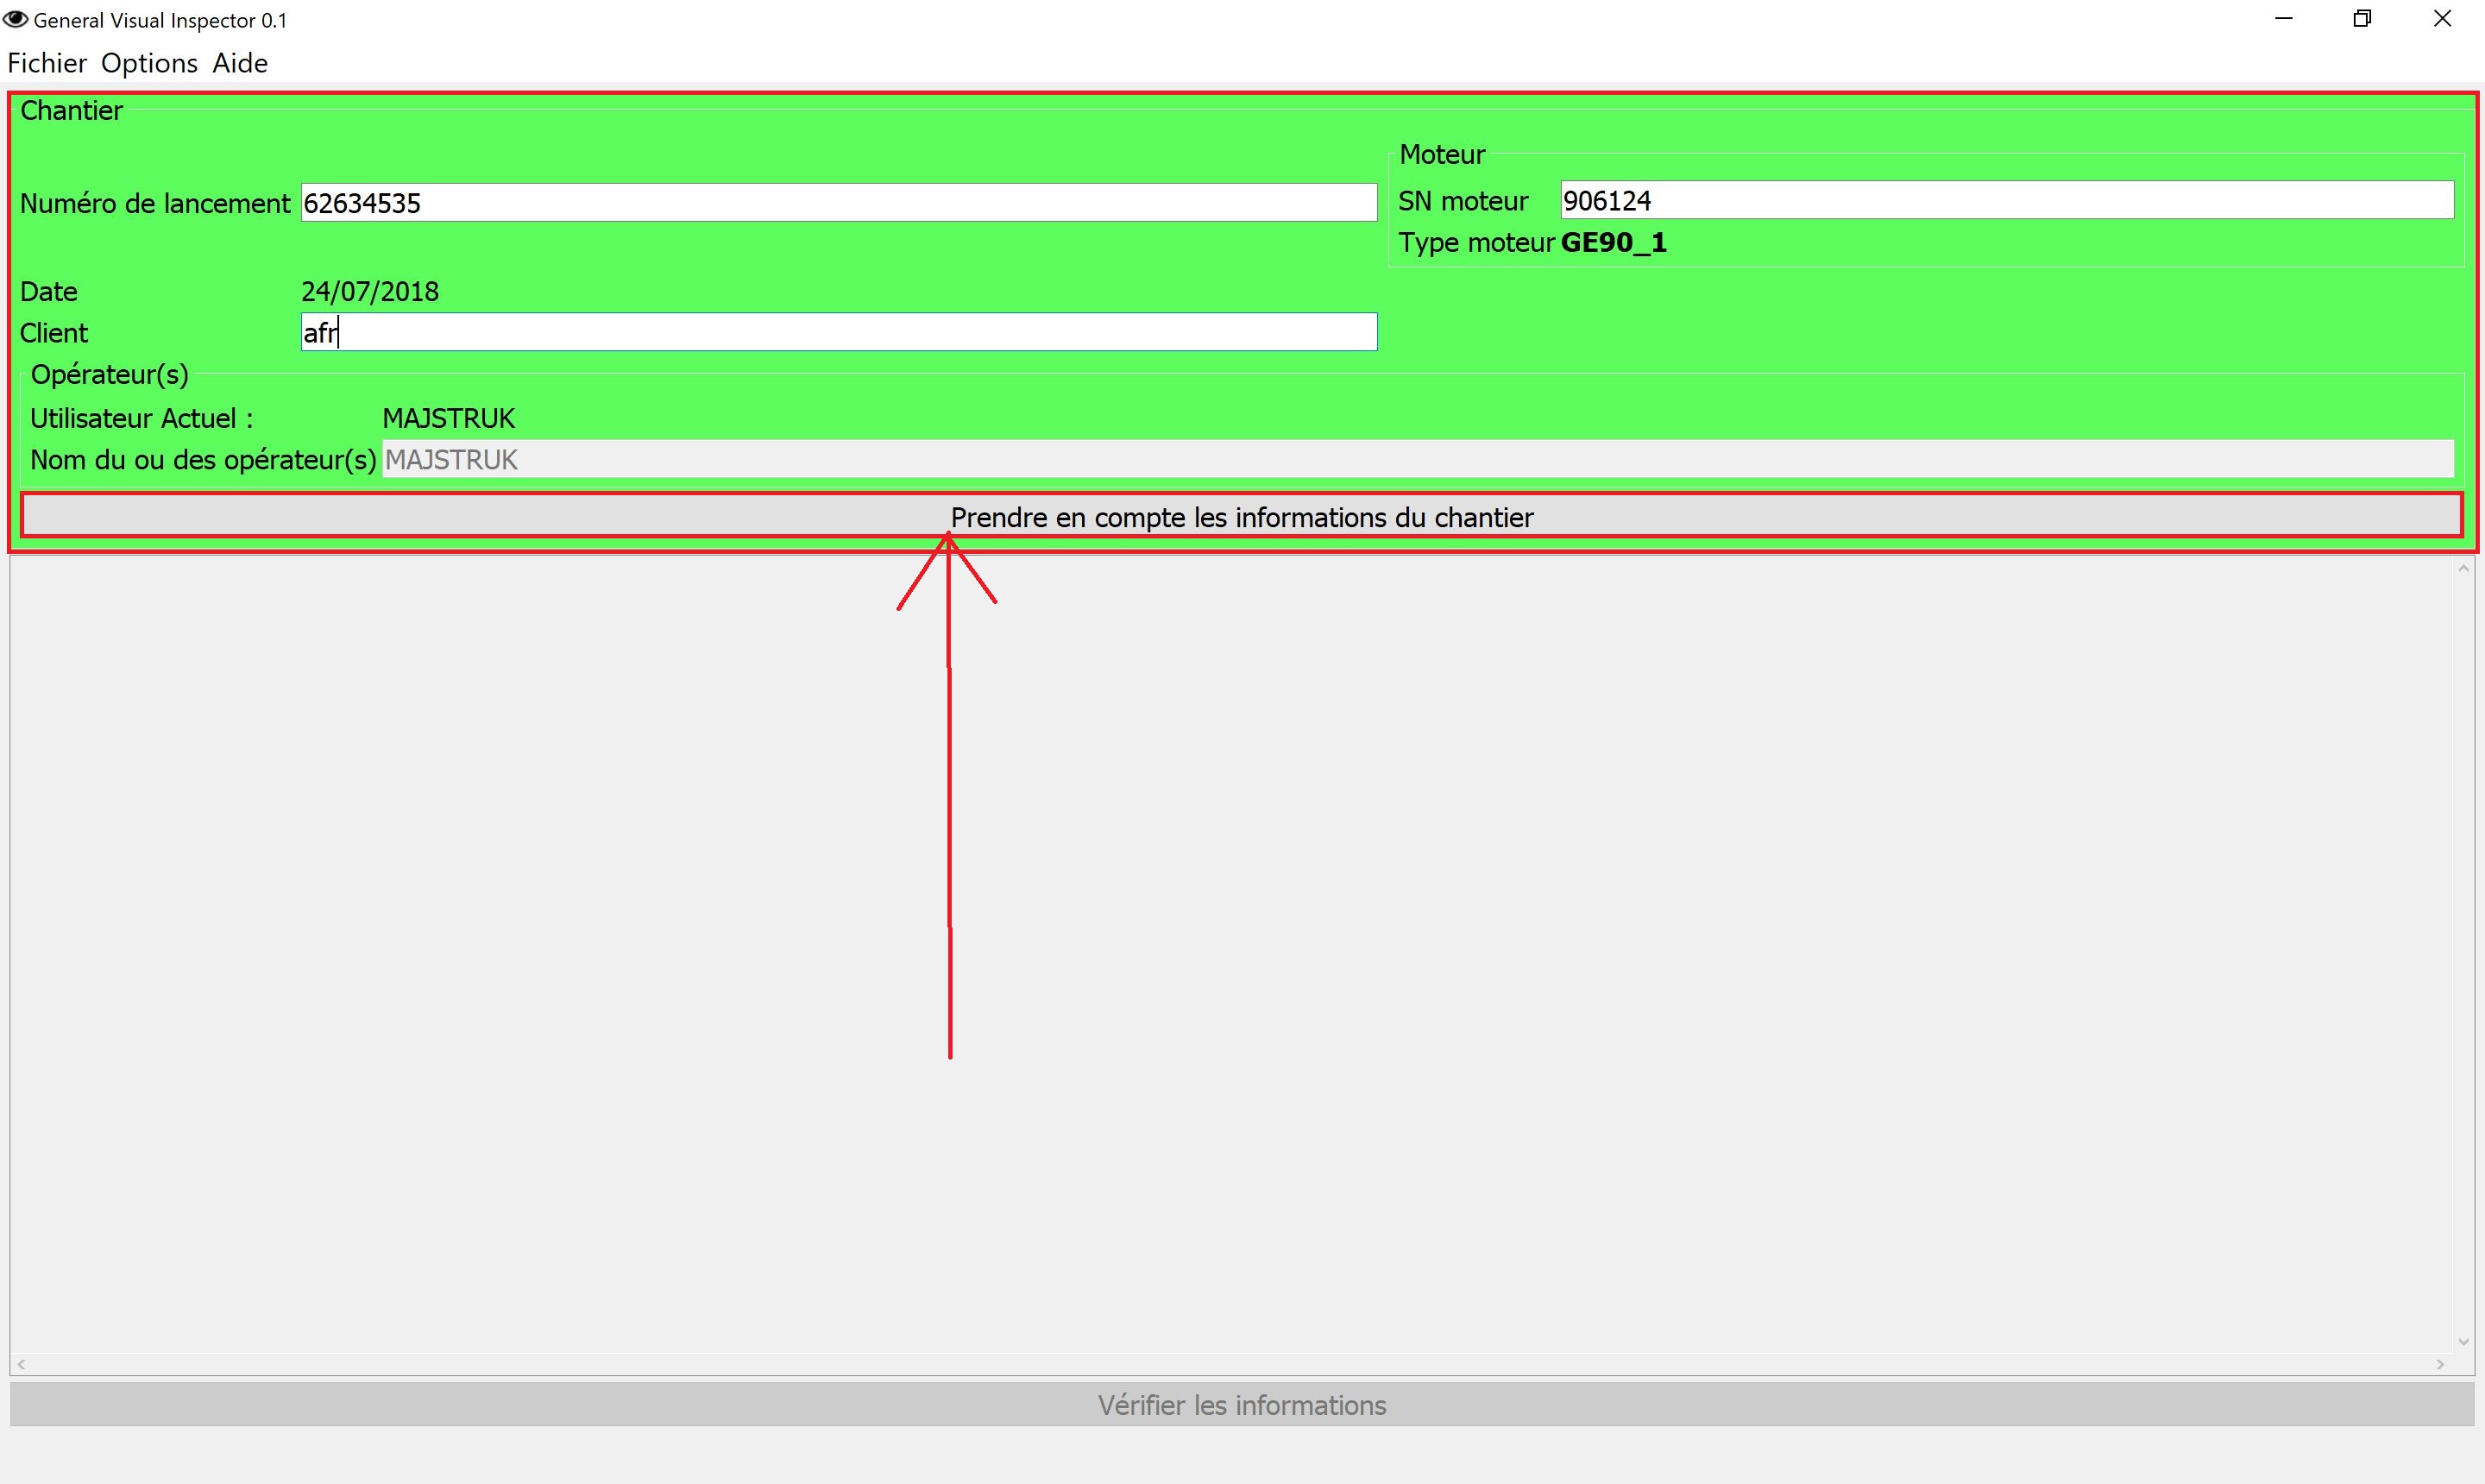 General Visual Inspector 0.1
Fichier Options Aide
Chantier
Moteur
Numéro de lancement 62634535
SN moteur 906124
Type moteur GE90_1
Date 24/07/2018
Client afr
Opérateur(s)
Utilisateur Actuel : MAJSTRUK
Nom du ou des opérateur(s) MAJSTRUK
Prendre en compte les informations du chantier
Vérifier les informations